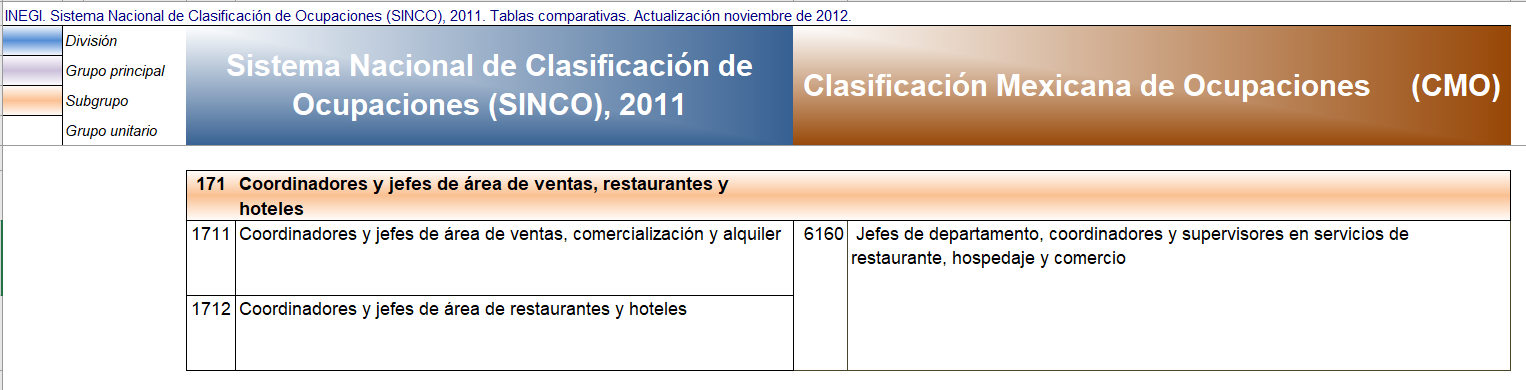 INEGI. Sistema Nacional de Clasificación de Ocupaciones (SINCO), 2011. Tablas comparativas. Actualización noviembre de 2012.
División
Grupo principal
Subgrupo
Grupo unitario
Sistema Nacional de Clasificación de
Ocupaciones (SINCO), 2011
Clasificación Mexicana de Ocupaciones (CMO)
171 Coordinadores y jefes de área de ventas, restaurantes y
hoteles
1711 Coordinadores y jefes de área de ventas, comercialización y alquiler
6160 Jefes de departamento, coordinadores y supervisores en servicios de
restaurante, hospedaje y comercio
1712 Coordinadores y jefes de área de restaurantes y hoteles